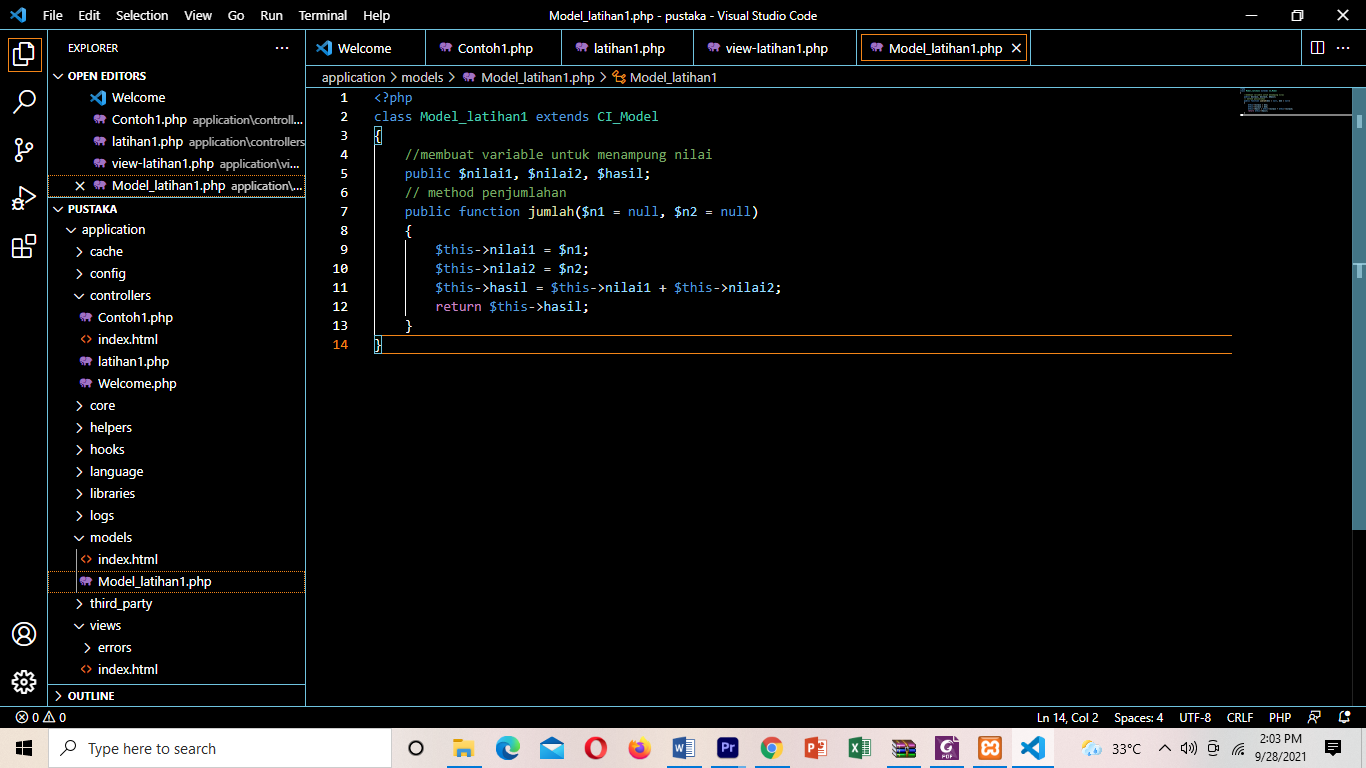 File Edit Selection View Go Run Terminal Help Model_latihan1.php - pustaka - Visual Studio Code
EXPLORER
OPEN EDITORS
Welcome
Contoh1.php application\controll...
latihan1.php application\controllers
view-latihan1.php application\vi...
Model_latihan1.php application\...
PUSTAKA
application
cache
config
controllers
Contoh1.php
index.html
latihan1.php
Welcome.php
core
helpers
hooks
language
libraries
logs
models
index.html
Model_latihan1.php
third_party
views
errors
index.html
OUTLINE
Welcome Contoh1.php latihan1.php view-latihan1.php Model_latihan1.php
application > models > Model_latihan1.php > Model_latihan1
1 <?php
2 class Model_latihan1 extends CI_Model
3 {
4 //membuat variable untuk menampung nilai
5 public $nilai1, $nilai2, $hasil;
6 // method penjumlahan
7 public function jumlah($n1 = null, $n2 = null)
8 {
9 $this->nilai1 = $n1;
10 $this->nilai2 = $n2;
11 $this->hasil = $this->nilai1 + $this->nilai2;
12 return $this->hasil;
13 }
14 }
0 0 Ln 14, Col 2 Spaces: 4 UTF-8 CRLF PHP
Type here to search
33°C
2:03 PM
9/28/2021